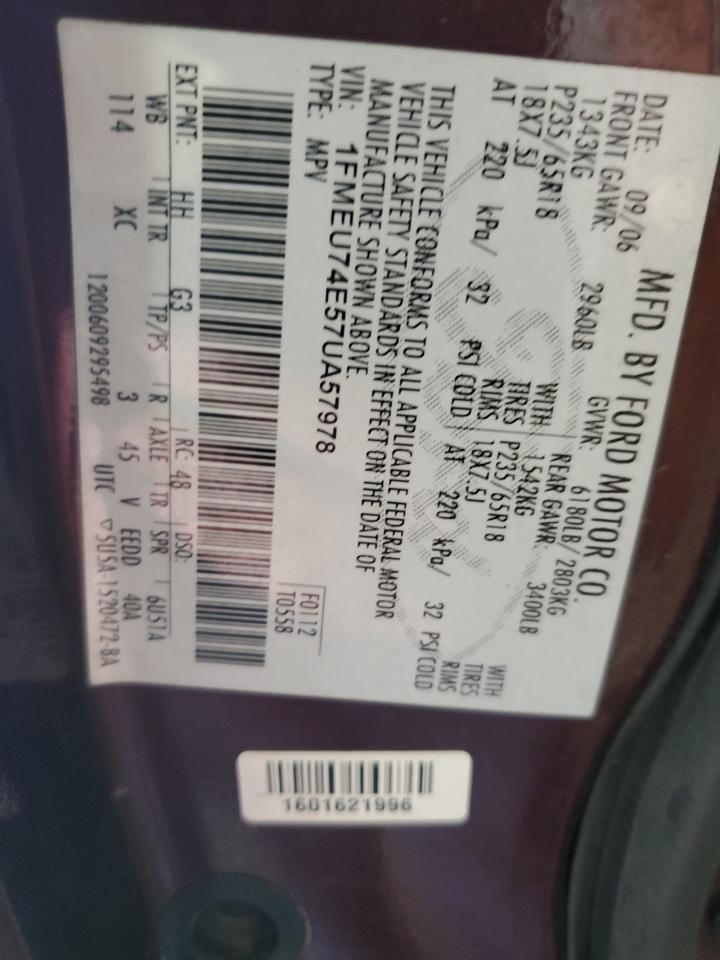 MFD. BY FORD MOTOR CO.
DATE: 09/06 GVWR: 6180LB/ 2803KG
FRONT GAWR: 2960LB REAR GAWR: 3400LB
1343KG WITH 1542KG WITH
P235/65R18 TIRES P235/65R18 TIRES
18X7.5J RIMS 18X7.5J RIMS
AT 220 kPa/ 32 PSI COLD AT 220 kPa/ 32 PSI COLD
THIS VEHICLE CONFORMS TO ALL APPLICABLE FEDERAL MOTOR
VEHICLE SAFETY STANDARDS IN EFFECT ON THE DATE OF
MANUFACTURE SHOWN ABOVE.
VIN: 1FMEU74E57UA57978 F0112
TYPE: MPV T0558
EXT PNT: HH G3 RC: 48 DSO:
WB INT TR TP/PS R AXLE TR SPR 6U51A
114 XC 3 45 V EEDD 40A
1200609295498 UTC ▽5U5A-1520472-BA
1601621996